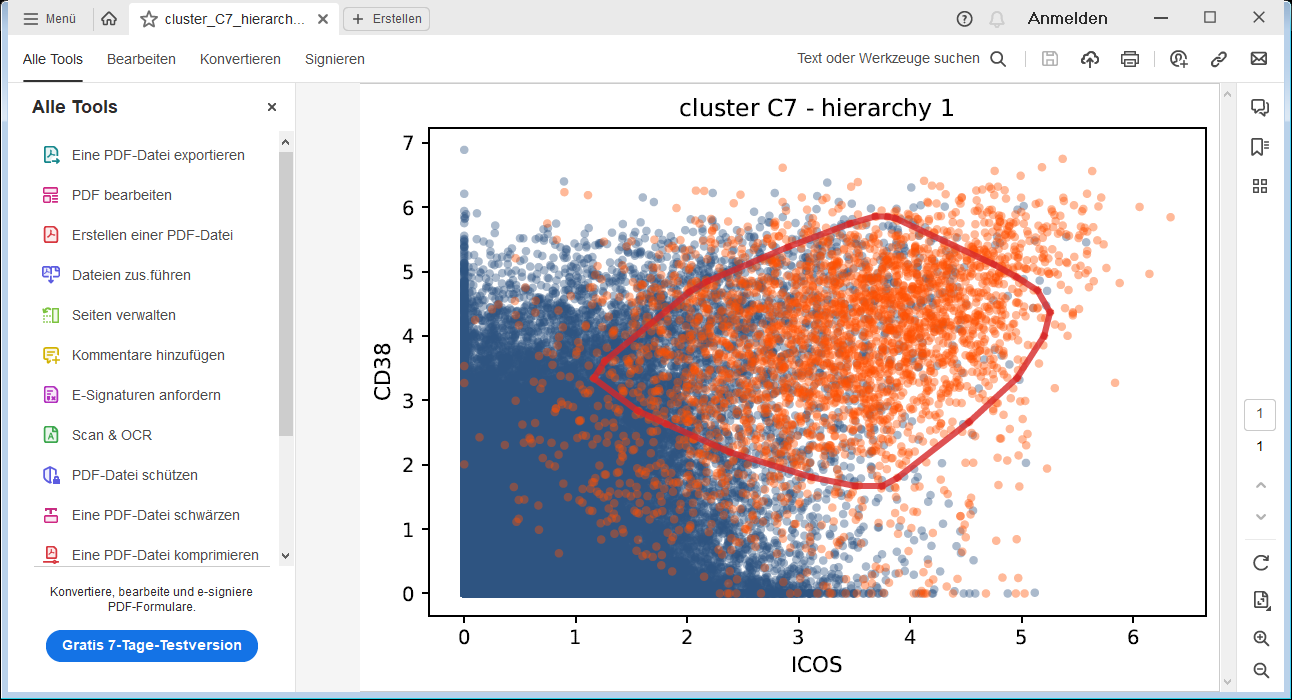 Menü
cluster_C7_hierarch...
Erstellen
Anmelden
Alle Tools
Bearbeiten
Konvertieren
Signieren
Text oder Werkzeuge suchen
Alle Tools
Eine PDF-Datei exportieren
PDF bearbeiten
Erstellen einer PDF-Datei
Dateien zus.führen
Seiten verwalten
Kommentare hinzufügen
E-Signaturen anfordern
Scan & OCR
PDF-Datei schützen
Eine PDF-Datei schwärzen
Eine PDF-Datei komprimieren
Konvertiere, bearbeite und e-signiere
PDF-Formulare.
Gratis 7-Tage-Testversion
cluster C7 - hierarchy 1
7
6
5
4
3
2
1
0
CD38
0 1 2 3 4 5 6
ICOS
1
1